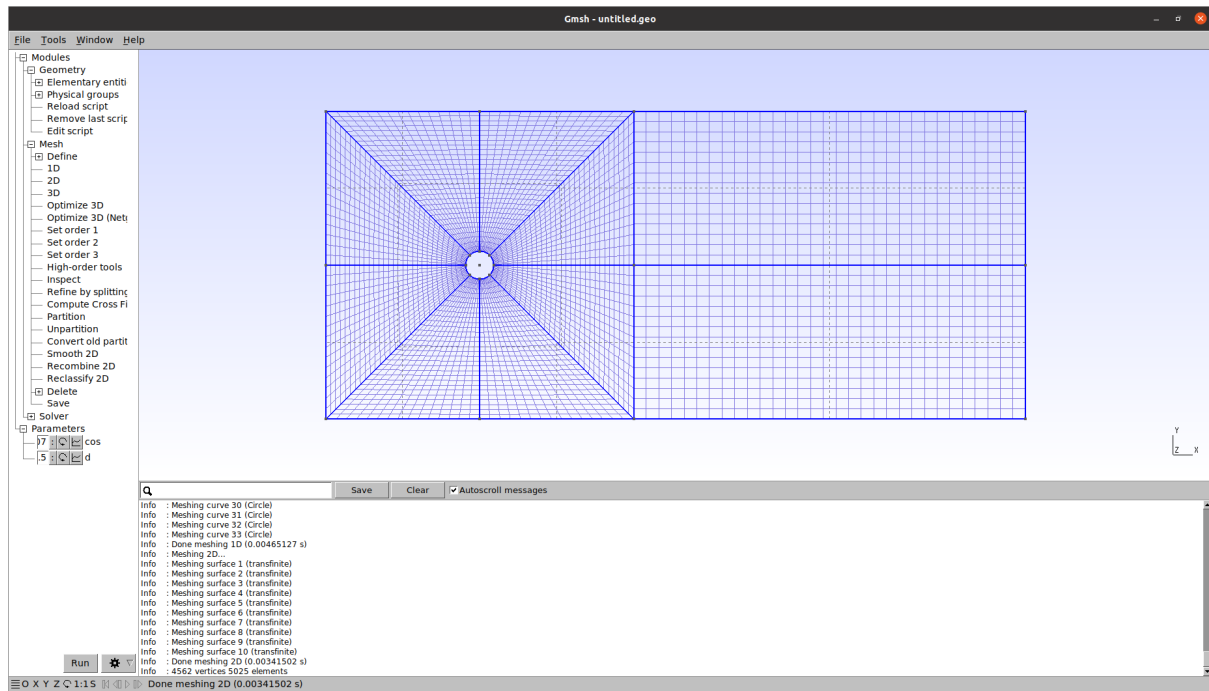 Gmsh - untitled.geo
File Tools Window Help
Modules
Geometry
Elementary entiti
Physical groups
Reload script
Remove last scrip
Edit script
Mesh
Define
1D
2D
3D
Optimize 3D
Optimize 3D (Net
Set order 1
Set order 2
Set order 3
High-order tools
Inspect
Refine by splitting
Compute Cross Fi
Partition
Unpartition
Convert old partit
Smooth 2D
Recombine 2D
Reclassify 2D
Delete
Save
Solver
Parameters
07 : cos
.5 : d
Y
Z X
Save Clear Autoscroll messages
Info : Meshing curve 30 (Circle)
Info : Meshing curve 31 (Circle)
Info : Meshing curve 32 (Circle)
Info : Meshing curve 33 (Circle)
Info : Done meshing 1D (0.00465127 s)
Info : Meshing 2D...
Info : Meshing surface 1 (transfinite)
Info : Meshing surface 2 (transfinite)
Info : Meshing surface 3 (transfinite)
Info : Meshing surface 4 (transfinite)
Info : Meshing surface 5 (transfinite)
Info : Meshing surface 6 (transfinite)
Info : Meshing surface 7 (transfinite)
Info : Meshing surface 8 (transfinite)
Info : Meshing surface 9 (transfinite)
Info : Meshing surface 10 (transfinite)
Info : Done meshing 2D (0.00341502 s)
Info : 4562 vertices 5025 elements
Run
O X Y Z 1:1 S Done meshing 2D (0.00341502 s)